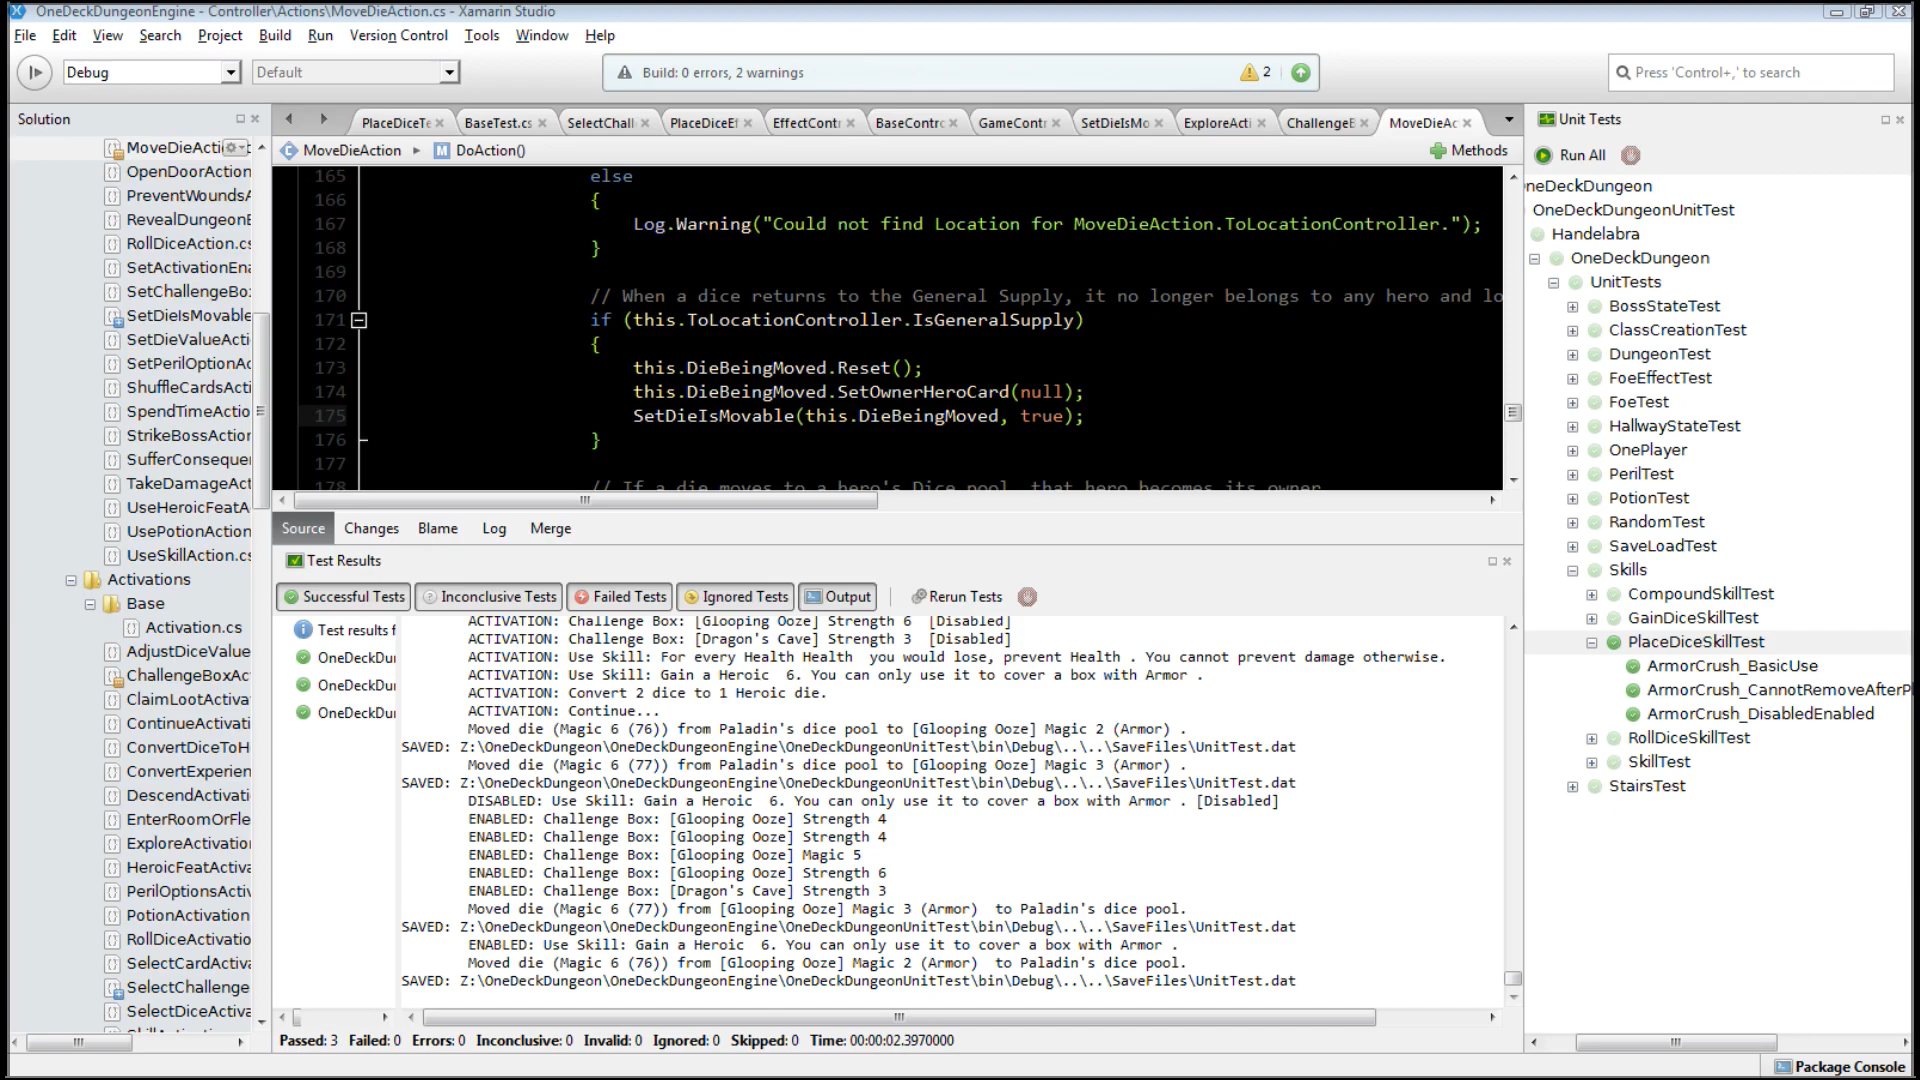 OneDeckDungeonEngine - Controller\Actions\MoveDieAction.cs - Xamarin Studio
File Edit View Search Project Build Run Version Control Tools Window Help
Debug Default Build: 0 errors, 2 warnings 2 Press 'Control+,' to search
Solution
MoveDieActi
OpenDoorAction
PreventWoundsA
RevealDungeonE
RollDiceAction.cs
SetActivationEna
SetChallengeBo
SetDieIsMovable
SetDieValueActi
SetPerilOptionAc
ShuffleCardsActi
SpendTimeActio
StrikeBossAction
SufferConsequen
TakeDamageAct
UseHeroicFeatA
UsePotionAction
UseSkillAction.cs
Activations
Base
Activation.cs
AdjustDiceValue
ChallengeBoxAc
ClaimLootActiva
ContinueActivati
ConvertDiceToH
ConvertExperien
DescendActivati
EnterRoomOrFle
ExploreActivation
HeroicFeatActiva
PerilOptionsActiv
PotionActivation
RollDiceActivatio
SelectCardActiva
SelectChallenge
SelectDiceActiva
PlaceDiceTe BaseTest.cs SelectChall PlaceDiceEf EffectContr BaseContro GameContr SetDieIsMo ExploreActi ChallengeB MoveDieAc
MoveDieAction DoAction() Methods
165 else
166 {
167 Log.Warning("Could not find Location for MoveDieAction.ToLocationController.");
168 }
169
170 // When a dice returns to the General Supply, it no longer belongs to any hero and lo
171 if (this.ToLocationController.IsGeneralSupply)
172 {
173 this.DieBeingMoved.Reset();
174 this.DieBeingMoved.SetOwnerHeroCard(null);
175 SetDieIsMovable(this.DieBeingMoved, true);
176 }
177
178 // If a die moves to a hero's Dice pool, that hero becomes its owner
Source Changes Blame Log Merge
Test Results
Successful Tests Inconclusive Tests Failed Tests Ignored Tests Output Rerun Tests
Test results f
OneDeckDu
OneDeckDu
OneDeckDu
ACTIVATION: Challenge Box: [Glooping Ooze] Strength 6 [Disabled]
ACTIVATION: Challenge Box: [Dragon's Cave] Strength 3 [Disabled]
ACTIVATION: Use Skill: For every Health Health you would lose, prevent Health . You cannot prevent damage otherwise.
ACTIVATION: Use Skill: Gain a Heroic 6. You can only use it to cover a box with Armor .
ACTIVATION: Convert 2 dice to 1 Heroic die.
ACTIVATION: Continue...
Moved die (Magic 6 (76)) from Paladin's dice pool to [Glooping Ooze] Magic 2 (Armor) .
SAVED: Z:\OneDeckDungeon\OneDeckDungeonEngine\OneDeckDungeonUnitTest\bin\Debug\..\..\SaveFiles\UnitTest.dat
Moved die (Magic 6 (77)) from Paladin's dice pool to [Glooping Ooze] Magic 3 (Armor) .
SAVED: Z:\OneDeckDungeon\OneDeckDungeonEngine\OneDeckDungeonUnitTest\bin\Debug\..\..\SaveFiles\UnitTest.dat
DISABLED: Use Skill: Gain a Heroic 6. You can only use it to cover a box with Armor . [Disabled]
ENABLED: Challenge Box: [Glooping Ooze] Strength 4
ENABLED: Challenge Box: [Glooping Ooze] Strength 4
ENABLED: Challenge Box: [Glooping Ooze] Magic 5
ENABLED: Challenge Box: [Glooping Ooze] Strength 6
ENABLED: Challenge Box: [Dragon's Cave] Strength 3
Moved die (Magic 6 (77)) from [Glooping Ooze] Magic 3 (Armor) to Paladin's dice pool.
SAVED: Z:\OneDeckDungeon\OneDeckDungeonEngine\OneDeckDungeonUnitTest\bin\Debug\..\..\SaveFiles\UnitTest.dat
ENABLED: Use Skill: Gain a Heroic 6. You can only use it to cover a box with Armor .
Moved die (Magic 6 (76)) from [Glooping Ooze] Magic 2 (Armor) to Paladin's dice pool.
SAVED: Z:\OneDeckDungeon\OneDeckDungeonEngine\OneDeckDungeonUnitTest\bin\Debug\..\..\SaveFiles\UnitTest.dat
Passed: 3 Failed: 0 Errors: 0 Inconclusive: 0 Invalid: 0 Ignored: 0 Skipped: 0 Time: 00:00:02.3970000
Unit Tests
Run All
neDeckDungeon
OneDeckDungeonUnitTest
Handelabra
OneDeckDungeon
UnitTests
BossStateTest
ClassCreationTest
DungeonTest
FoeEffectTest
FoeTest
HallwayStateTest
OnePlayer
PerilTest
PotionTest
RandomTest
SaveLoadTest
Skills
CompoundSkillTest
GainDiceSkillTest
PlaceDiceSkillTest
ArmorCrush_BasicUse
ArmorCrush_CannotRemoveAfterP
ArmorCrush_DisabledEnabled
RollDiceSkillTest
SkillTest
StairsTest
Package Console